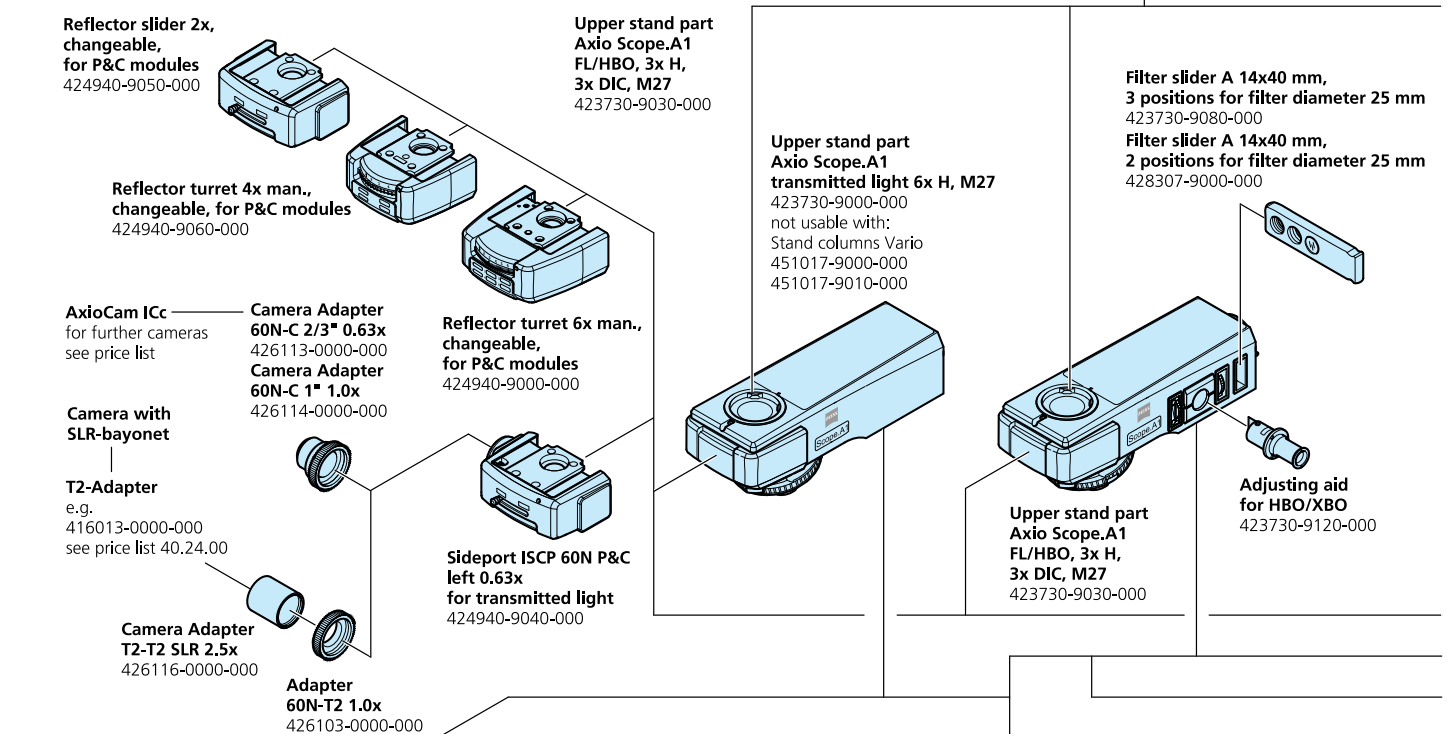 Reflector slider 2x,
changeable,
for P&C modules
424940-9050-000
Upper stand part
Axio Scope.A1
FL/HBO, 3x H,
3x DIC, M27
423730-9030-000
Reflector turret 4x man.,
changeable, for P&C modules
424940-9060-000
Upper stand part
Axio Scope.A1
transmitted light 6x H, M27
423730-9000-000
not usable with:
Stand columns Vario
451017-9000-000
451017-9010-000
Filter slider A 14x40 mm,
3 positions for filter diameter 25 mm
423730-9080-000
Filter slider A 14x40 mm,
2 positions for filter diameter 25 mm
428307-9000-000
AxioCam ICc
for further cameras
see price list
Camera Adapter
60N-C 2/3" 0.63x
426113-0000-000
Camera Adapter
60N-C 1" 1.0x
426114-0000-000
Reflector turret 6x man.,
changeable,
for P&C modules
424940-9000-000
Camera with
SLR-bayonet
T2-Adapter
e.g.
416013-0000-000
see price list 40.24.00
Scope.A1
Scope.A1
Sideport ISCP 60N P&C
left 0.63x
for transmitted light
424940-9040-000
Upper stand part
Axio Scope.A1
FL/HBO, 3x H,
3x DIC, M27
423730-9030-000
Adjusting aid
for HBO/XBO
423730-9120-000
Camera Adapter
T2-T2 SLR 2.5x
426116-0000-000
Adapter
60N-T2 1.0x
426103-0000-000